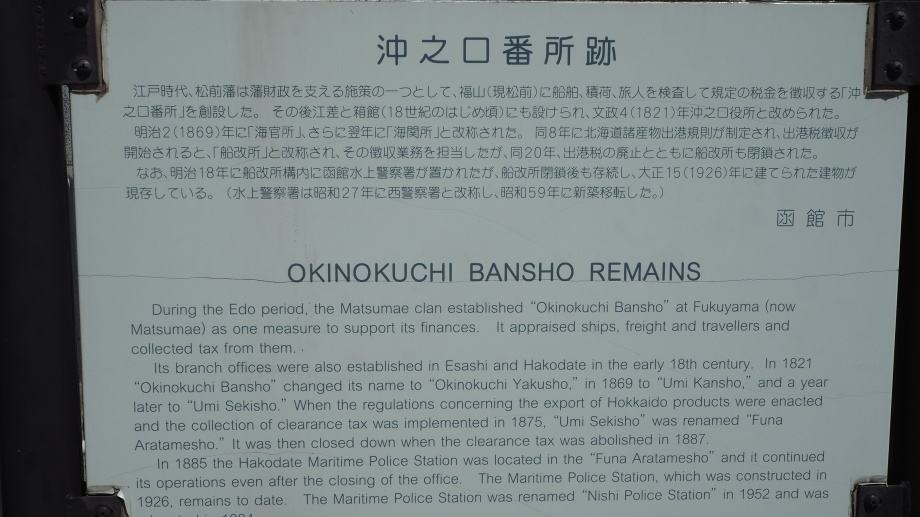 沖之口番所跡
江戸時代、松前藩は藩財政を支える施策の一つとして、福山(現松前)に船舶、積荷、旅人を検査して規定の税金を徴収する「沖
之口番所」を創設した。 その後江差と箱館(18世紀のはじめ頃)にも設けられ、文政4(1821)年沖之口役所と改められた。
明治2(1869)年に「海官所」、さらに翌年に「海関所」と改称された。 同8年に北海道諸産物出港規則が制定され、出港税徴収が
開始されると、「船改所」と改称され、その徴収業務を担当したが、同20年、出港税の廃止とともに船改所も閉鎖された。
なお、明治18年に船改所構内に函館水上警察署が置かれたが、船改所閉鎖後も存続し、大正15(1926)年に建てられた建物が
現存している。 (水上警察署は昭和27年に西警察署と改称し、昭和59年に新築移転した。)
函館市
OKINOKUCHI BANSHO REMAINS
During the Edo period, the Matsumae clan established “Okinokuchi Bansho” at Fukuyama (now
Matsumae) as one measure to support its finances. It appraised ships, freight and travellers and
collected tax from them.
Its branch offices were also established in Esashi and Hakodate in the early 18th century. In 1821
“Okinokuchi Bansho” changed its name to “Okinokuchi Yakusho,” in 1869 to “Umi Kansho,” and a year
later to “Umi Sekisho.” When the regulations concerning the export of Hokkaido products were enacted
and the collection of clearance tax was implemented in 1875, “Umi Sekisho” was renamed “Funa
Aratamesho.” It was then closed down when the clearance tax was abolished in 1887.
In 1885 the Hakodate Maritime Police Station was located in the “Funa Aratamesho” and it continued
its operations even after the closing of the office. The Maritime Police Station, which was constructed in
1926, remains to date. The Maritime Police Station was renamed “Nishi Police Station” in 1952 and was